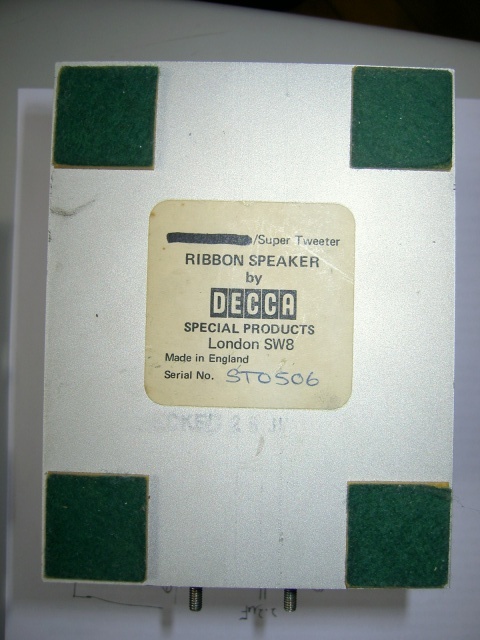 /Super Tweeter
RIBBON SPEAKER
by
DECCA
SPECIAL PRODUCTS
London SW8
Made in England
Serial No. ST0506